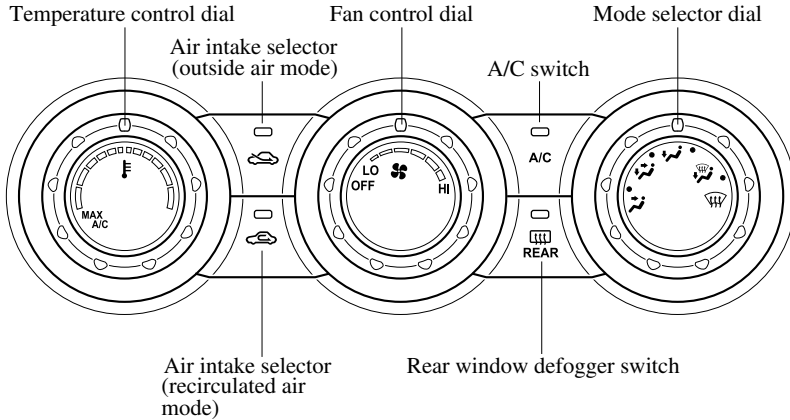 Temperature control dial
Fan control dial
Mode selector dial
Air intake selector
(outside air mode)
A/C switch
LO
OFF
HI
A/C
MAX
A/C
REAR
Air intake selector
(recirculated air
mode)
Rear window defogger switch